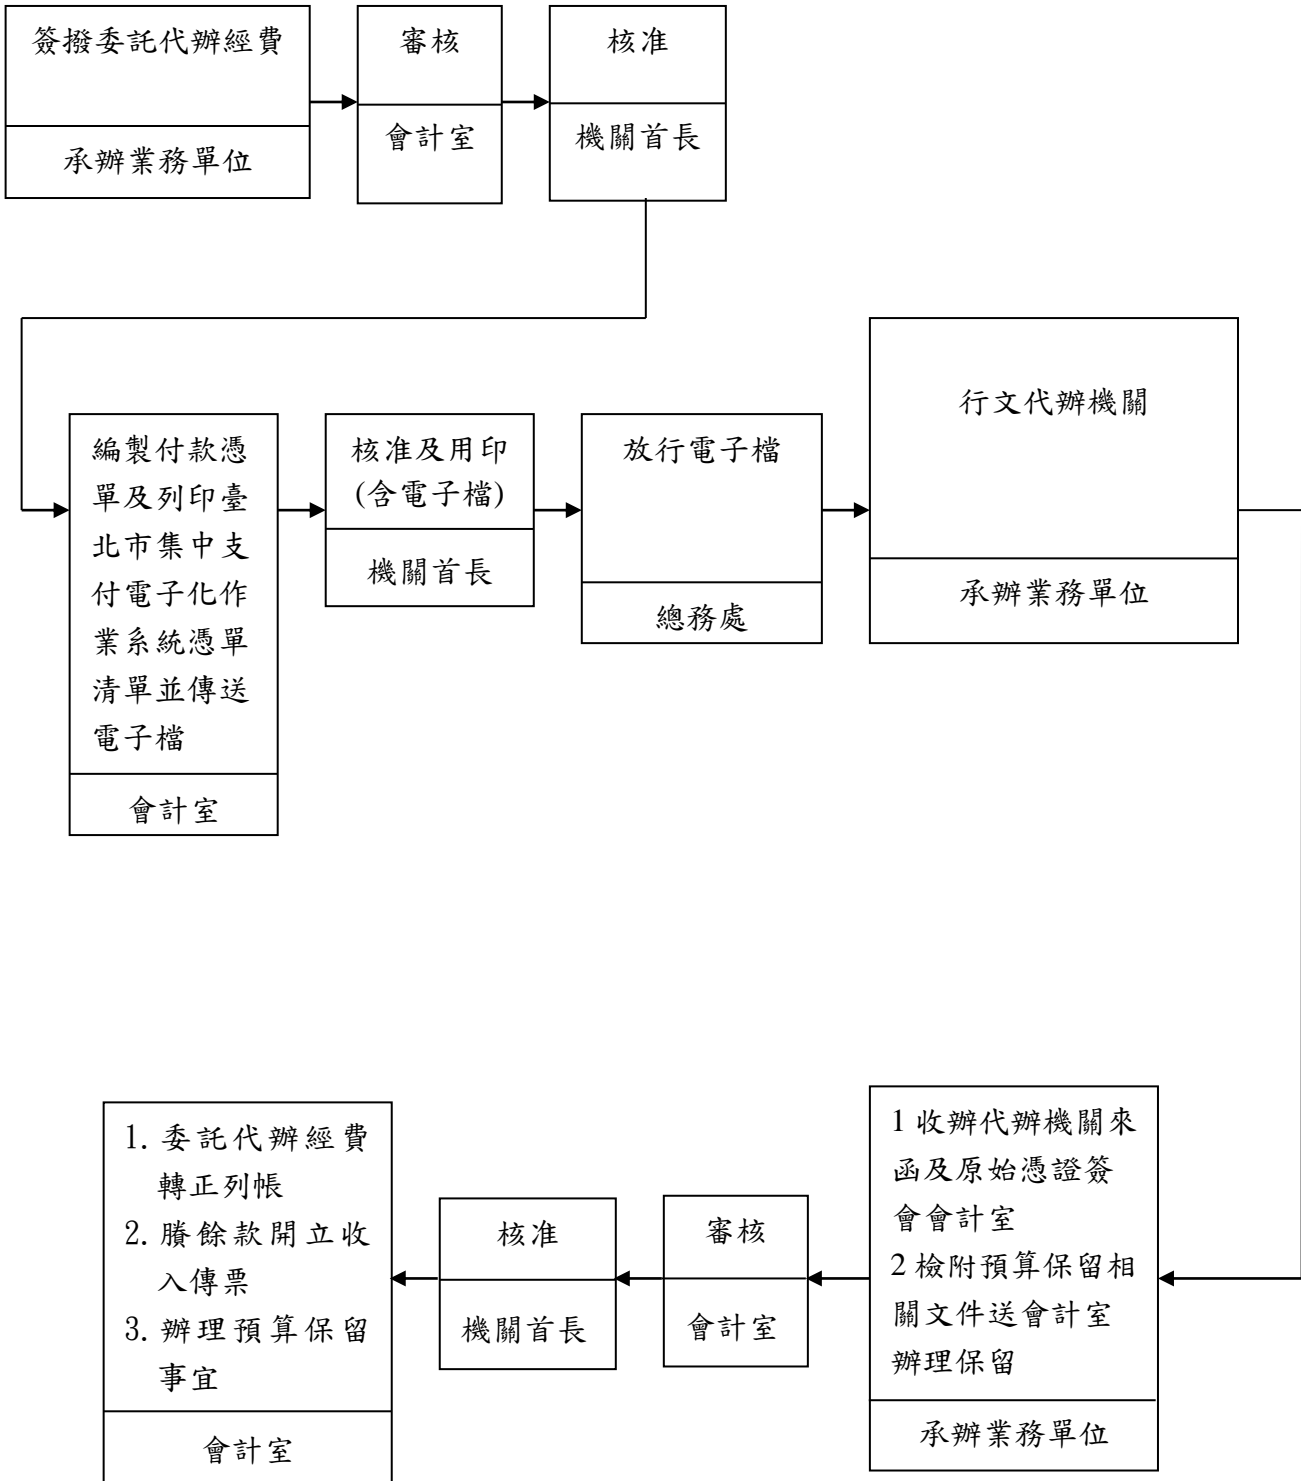 簽撥委託代辦經費
承辦業務單位
審核
會計室
核准
機關首長
編製付款憑
單及列印臺
北市集中支
付電子化作
業系統憑單
清單並傳送
電子檔
會計室
核准及用印
(含電子檔)
機關首長
放行電子檔
總務處
行文代辦機關
承辦業務單位
1 收辦代辦機關來
函及原始憑證簽
會會計室
2 檢附預算保留相
關文件送會計室
辦理保留
承辦業務單位
審核
會計室
核准
機關首長
1. 委託代辦經費
轉正列帳
2. 賸餘款開立收
入傳票
3. 辦理預算保留
事宜
會計室